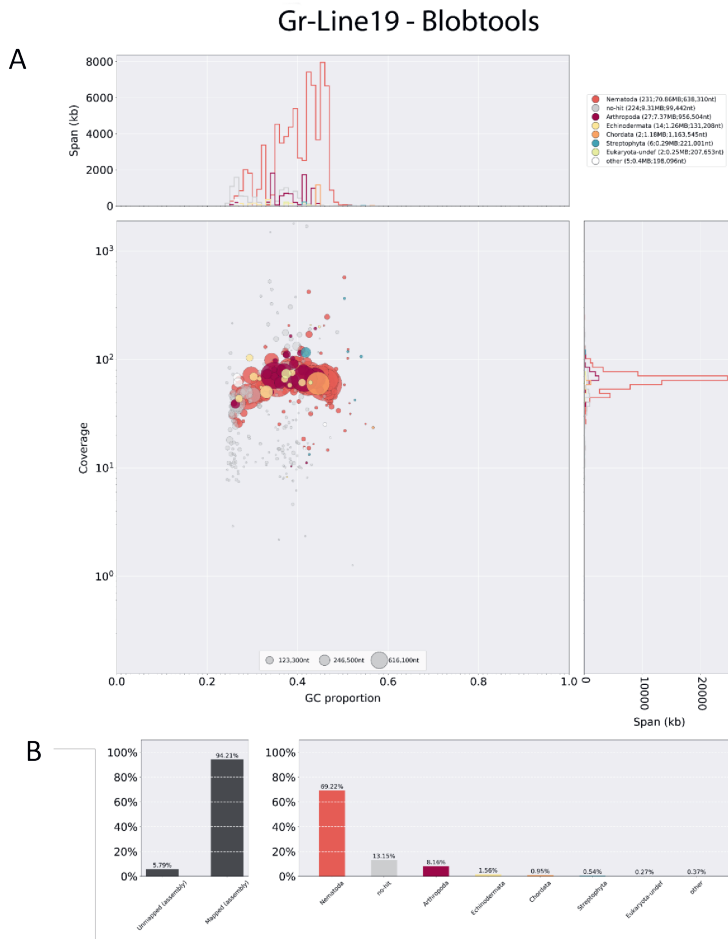 Gr-Line19 - Blobtools
A
8000
6000
4000
2000
0
Span (kb)
Nematoda (231;70.86MB;638,310nt)
no-hit (224;9.31MB;99,442nt)
Arthropoda (27;7.37MB;956,504nt)
Echinodermata (14;1.26MB;131,208nt)
Chordata (2;1.18MB;1,163,545nt)
Streptophyta (6;0.29MB;221,001nt)
Eukaryota-undef (2;0.25MB;207,653nt)
other (5;0.4MB;198,096nt)
10³
10²
10¹
10⁰
Coverage
123,300nt 246,500nt 616,100nt
0.0 0.2 0.4 0.6 0.8 1.0
GC proportion
0 10000 20000
Span (kb)
B
100%
80%
60%
40%
20%
0%
5.79%
94.21%
Unmapped (assembly)
Mapped (assembly)
100%
80%
60%
40%
20%
0%
69.22%
13.15%
8.16%
1.56%
0.95%
0.54%
0.27%
0.37%
Nematoda
no-hit
Arthropoda
Echinodermata
Chordata
Streptophyta
Eukaryota-undef
other